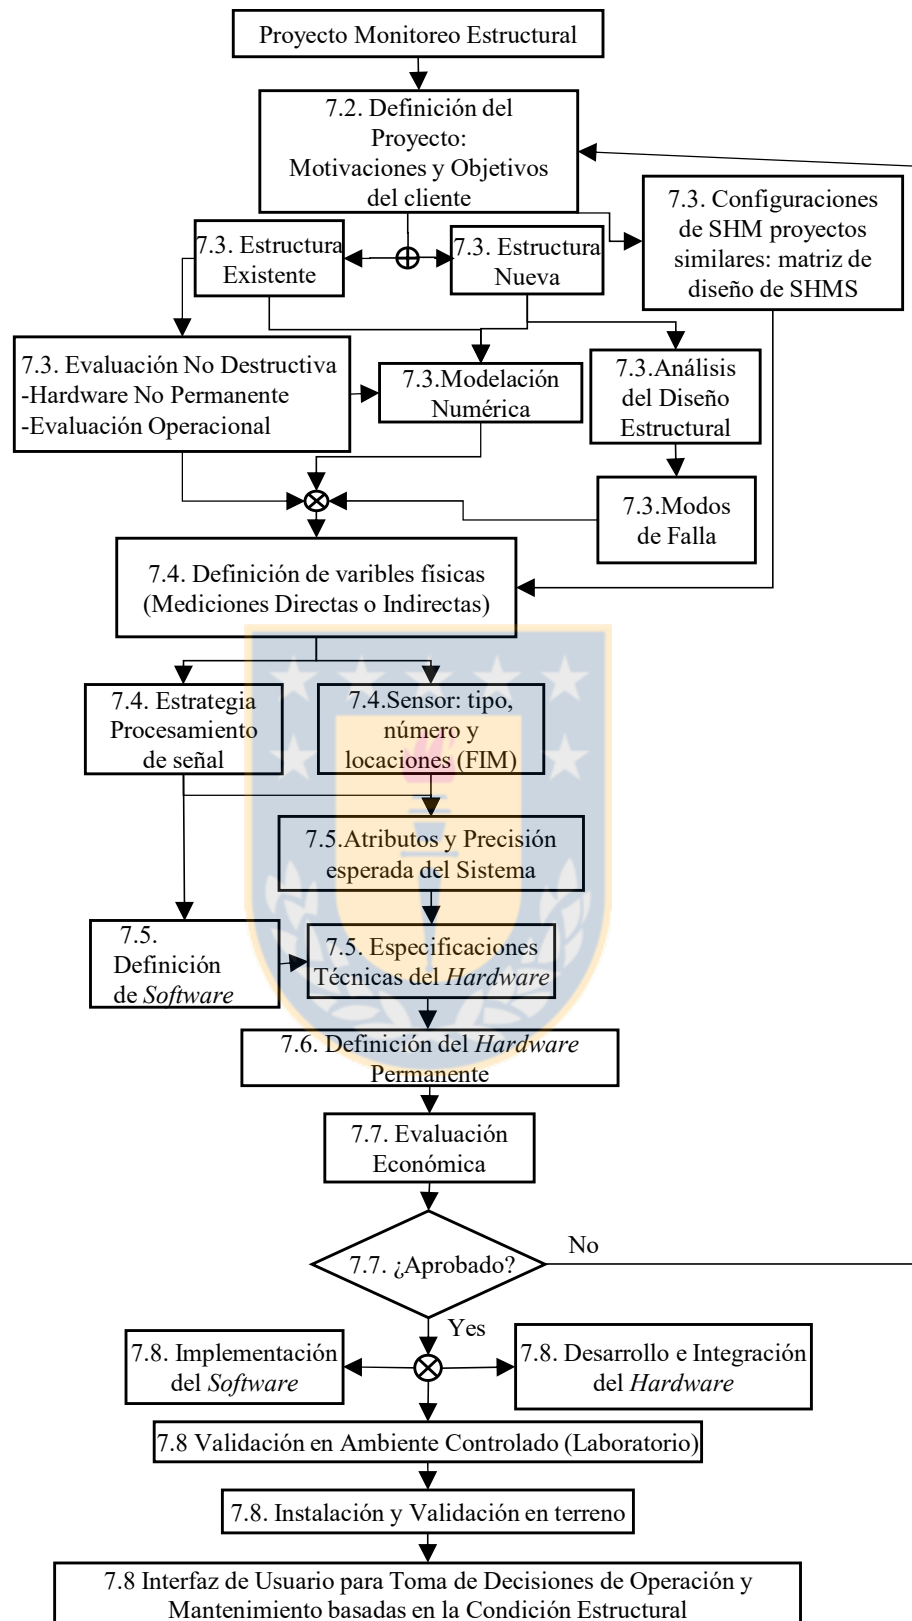 Proyecto Monitoreo Estructural
7.2. Definición del
Proyecto:
Motivaciones y Objetivos
del cliente
7.3. Configuraciones
de SHM proyectos
similares: matriz de
diseño de SHMS
7.3. Estructura
Existente
7.3. Estructura
Nueva
7.3. Evaluación No Destructiva
-Hardware No Permanente
-Evaluación Operacional
7.3.Modelación
Numérica
7.3.Análisis
del Diseño
Estructural
7.3.Modos
de Falla
7.4. Definición de varibles físicas
(Mediciones Directas o Indirectas)
7.4. Estrategia
Procesamiento
de señal
7.4.Sensor: tipo,
número y
locaciones (FIM)
7.5.Atributos y Precisión
esperada del Sistema
7.5.
Definición
de Software
7.5. Especificaciones
Técnicas del Hardware
7.6. Definición del Hardware
Permanente
7.7. Evaluación
Económica
7.7. ¿Aprobado?
No
Yes
7.8. Implementación
del Software
7.8. Desarrollo e Integración
del Hardware
7.8 Validación en Ambiente Controlado (Laboratorio)
7.8. Instalación y Validación en terreno
7.8 Interfaz de Usuario para Toma de Decisiones de Operación y
Mantenimiento basadas en la Condición Estructural